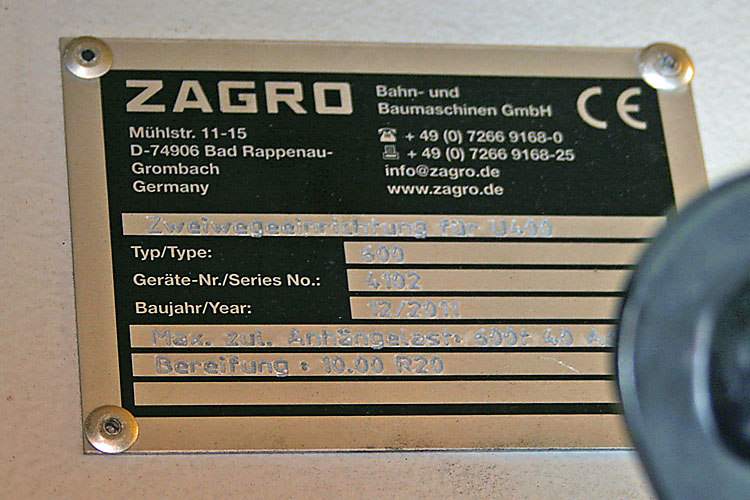 ZAGRO
Bahn- und
Baumaschinen GmbH
CE
Mühlstr. 11-15
D-74906 Bad Rappenau-
Grombach
Germany
+ 49 (0) 7266 9168-0
+ 49 (0) 7266 9168-25
info@zagro.de
www.zagro.de
Zweiwegeeinrichtung für U400
Typ/Type: 600
Geräte-Nr./Series No.: 4102
Baujahr/Year: 12/2011
Max. zul. Anhängelast: 600t 40
Bereifung : 10.00 R20